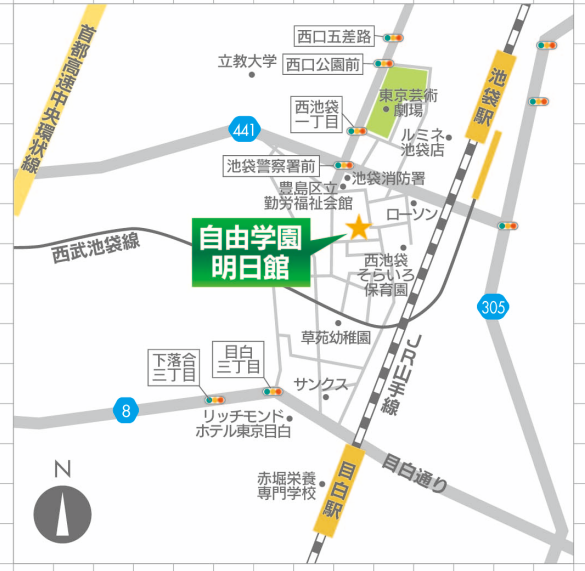 西口五差路
立教大学
西口公園前
首都高速中央環状線
池袋駅
東京芸術
劇場
西池袋
一丁目
441
ルミネ
池袋店
池袋警察署前
池袋消防署
豊島区立
勤労福祉会館
ローソン
自由学園
明日館
西武池袋線
西池袋
そらいろ
保育園
305
草苑幼稚園
JR山手線
下落合
三丁目
目白
三丁目
サンクス
8
リッチモンド
ホテル東京目白
目白通り
目白駅
赤堀栄養
専門学校
N